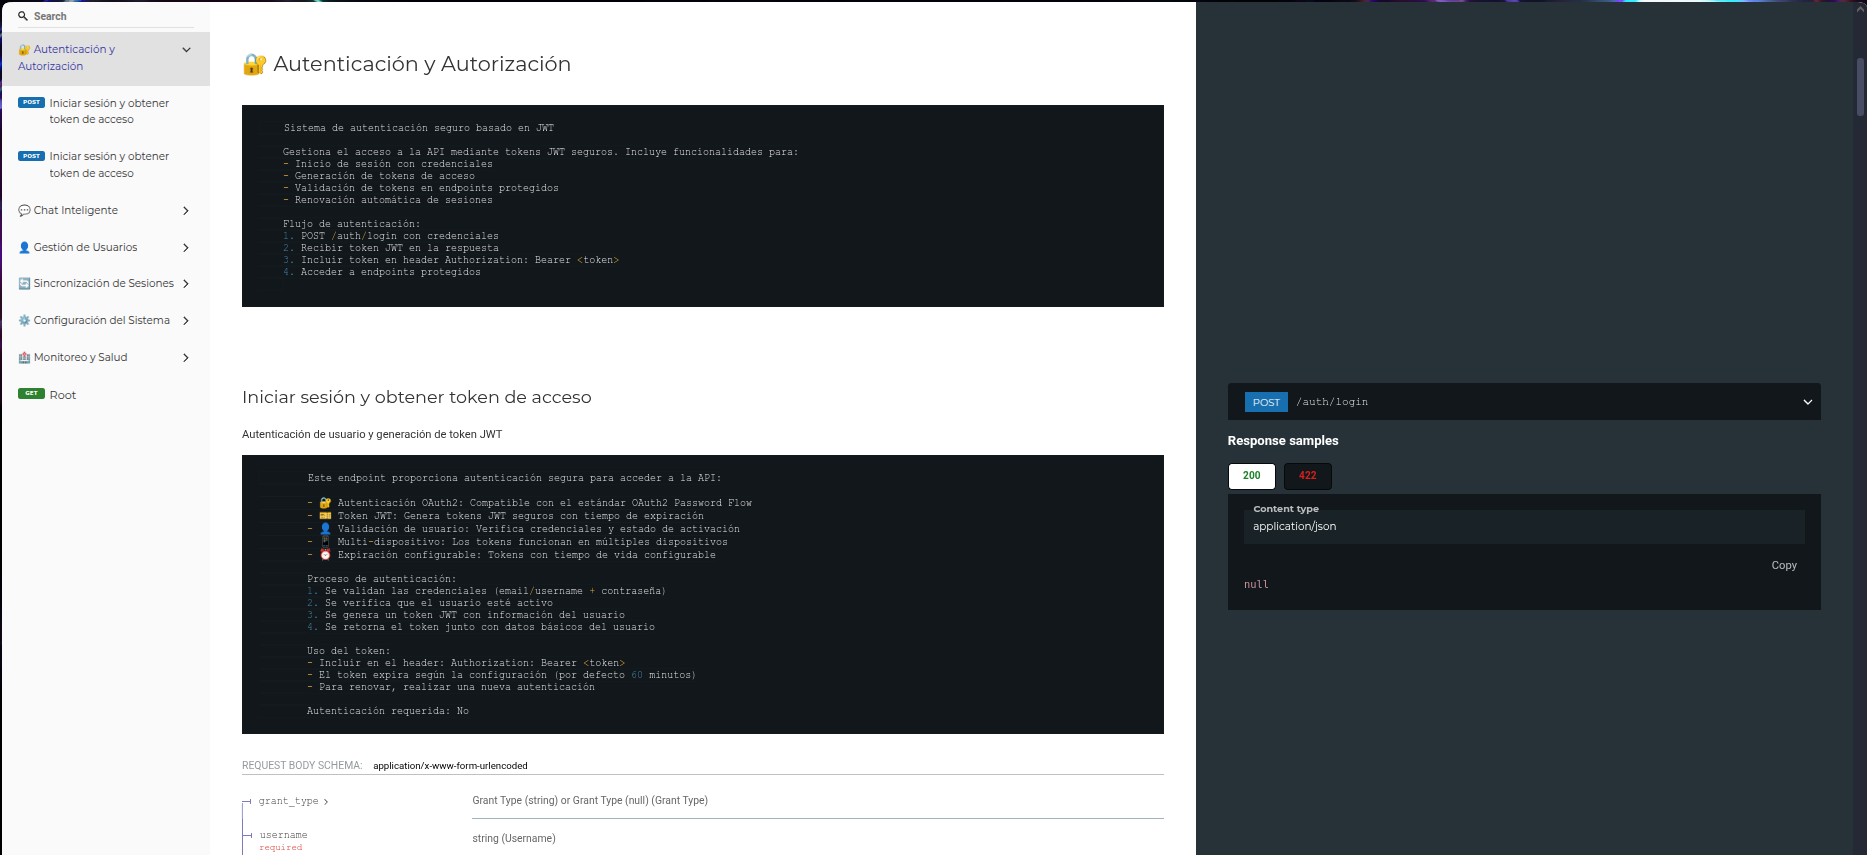 Search
🔐 Autenticación y
Autorización
POST Iniciar sesión y obtener
token de acceso
POST Iniciar sesión y obtener
token de acceso
💬 Chat Inteligente
👤 Gestión de Usuarios
🔄 Sincronización de Sesiones
⚙️ Configuración del Sistema
🏥 Monitoreo y Salud
GET Root
🔐 Autenticación y Autorización
Sistema de autenticación seguro basado en JWT
Gestiona el acceso a la API mediante tokens JWT seguros. Incluye funcionalidades para:
- Inicio de sesión con credenciales
- Generación de tokens de acceso
- Validación de tokens en endpoints protegidos
- Renovación automática de sesiones
Flujo de autenticación:
1. POST /auth/login con credenciales
2. Recibir token JWT en la respuesta
3. Incluir token en header Authorization: Bearer <token>
4. Acceder a endpoints protegidos
Iniciar sesión y obtener token de acceso
Autenticación de usuario y generación de token JWT
Este endpoint proporciona autenticación segura para acceder a la API:
- 🔐 Autenticación OAuth2: Compatible con el estándar OAuth2 Password Flow
- 🎫 Token JWT: Genera tokens JWT seguros con tiempo de expiración
- 👤 Validación de usuario: Verifica credenciales y estado de activación
- 📱 Multi-dispositivo: Los tokens funcionan en múltiples dispositivos
- ⏰ Expiración configurable: Tokens con tiempo de vida configurable
Proceso de autenticación:
1. Se validan las credenciales (email/username + contraseña)
2. Se verifica que el usuario esté activo
3. Se genera un token JWT con información del usuario
4. Se retorna el token junto con datos básicos del usuario
Uso del token:
- Incluir en el header: Authorization: Bearer <token>
- El token expira según la configuración (por defecto 60 minutos)
- Para renovar, realizar una nueva autenticación
Autenticación requerida: No
REQUEST BODY SCHEMA: application/x-www-form-urlencoded
grant_type
Grant Type (string) or Grant Type (null) (Grant Type)
username
required
string (Username)
POST /auth/login
Response samples
200 422
Content type
application/json
Copy
null